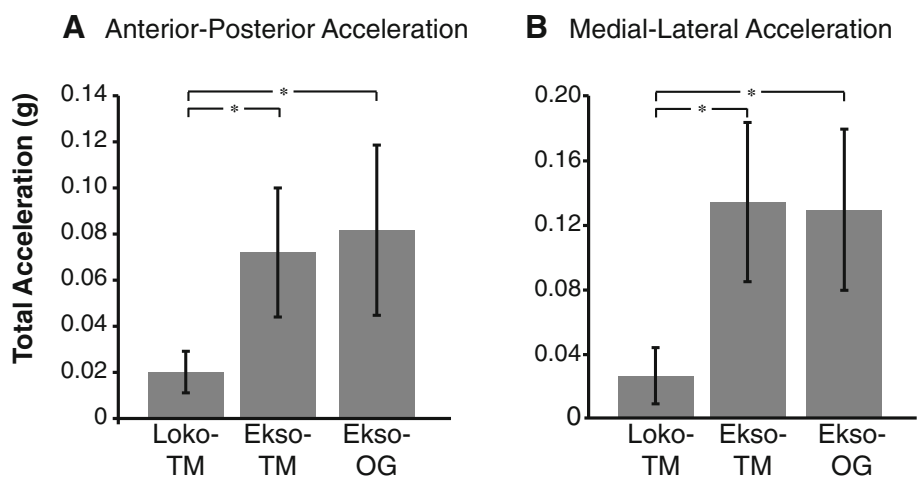 A Anterior-Posterior Acceleration
Total Acceleration (g)
0.14
0.12
0.10
0.08
0.06
0.04
0.02
0
*
*
Loko-TM
Ekso-TM
Ekso-OG
B Medial-Lateral Acceleration
0.20
0.16
0.12
0.08
0.04
0
*
*
Loko-TM
Ekso-TM
Ekso-OG